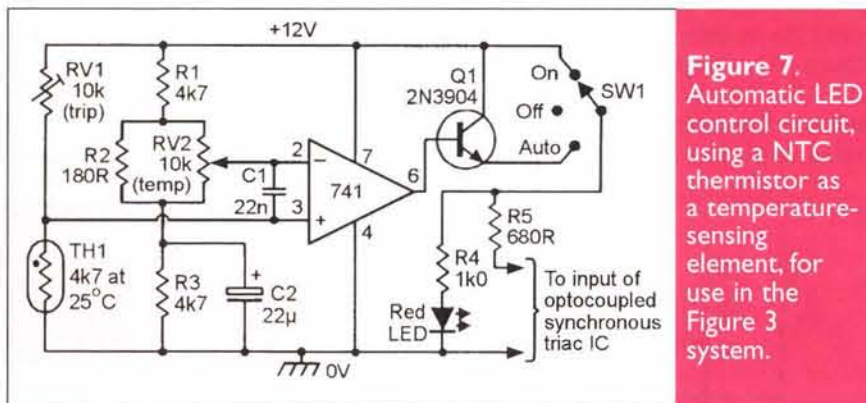 +12V
RV1
10k
(trip)
R1
4k7
R2
180R
RV2
10k
(temp)
C1
22n
2
3
−
+
741
7
6
4
Q1
2N3904
On
Off
Auto
SW1
TH1
4k7 at
25°C
R3
4k7
+
C2
22µ
R5
680R
R4
1k0
Red
LED
To input of
optocoupled
synchronous
triac IC
0V
Figure 7.
Automatic LED
control circuit,
using a NTC
thermistor as
a temperature-
sensing
element, for
use in the
Figure 3
system.